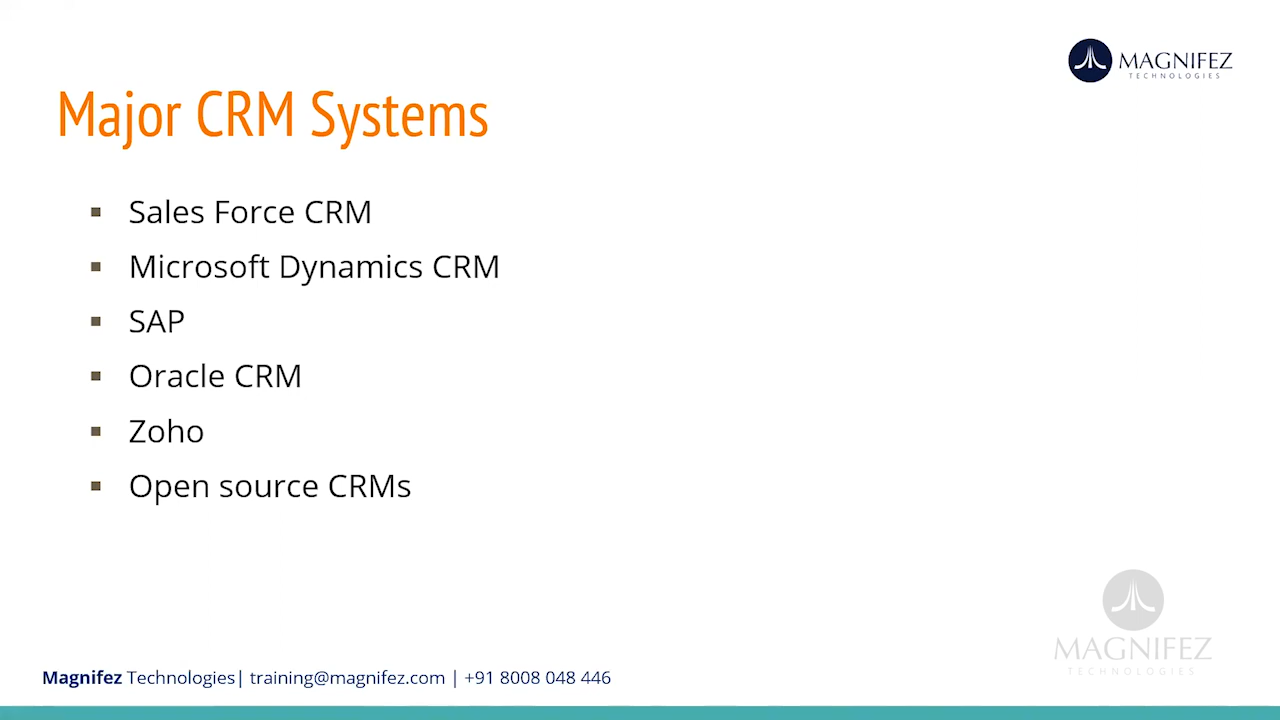 MAGNIFEZ
TECHNOLOGIES
Major CRM Systems
Sales Force CRM
Microsoft Dynamics CRM
SAP
Oracle CRM
Zoho
Open source CRMs
MAGNIFEZ
TECHNOLOGIES
Magnifez Technologies| training@magnifez.com | +91 8008 048 446